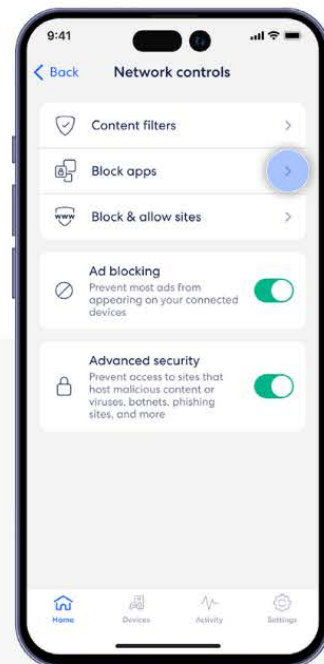 9:41
Back Network controls
Content filters
Block apps
www Block & allow sites
Ad blocking
Prevent most ads from
appearing on your connected
devices
Advanced security
Prevent access to sites that
host malicious content or
viruses, botnets, phishing
sites, and more
Home Devices Activity Settings